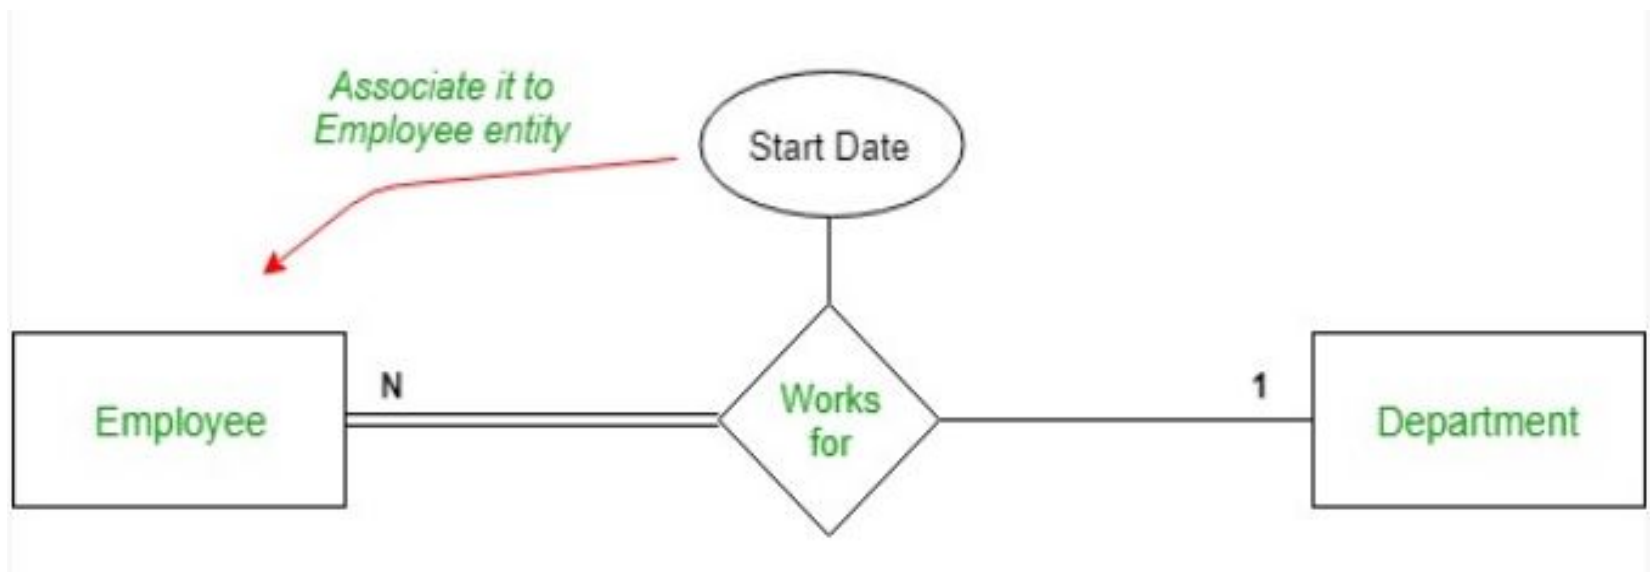 Associate it to
Employee entity
Start Date
N
1
Employee
Works
for
Department